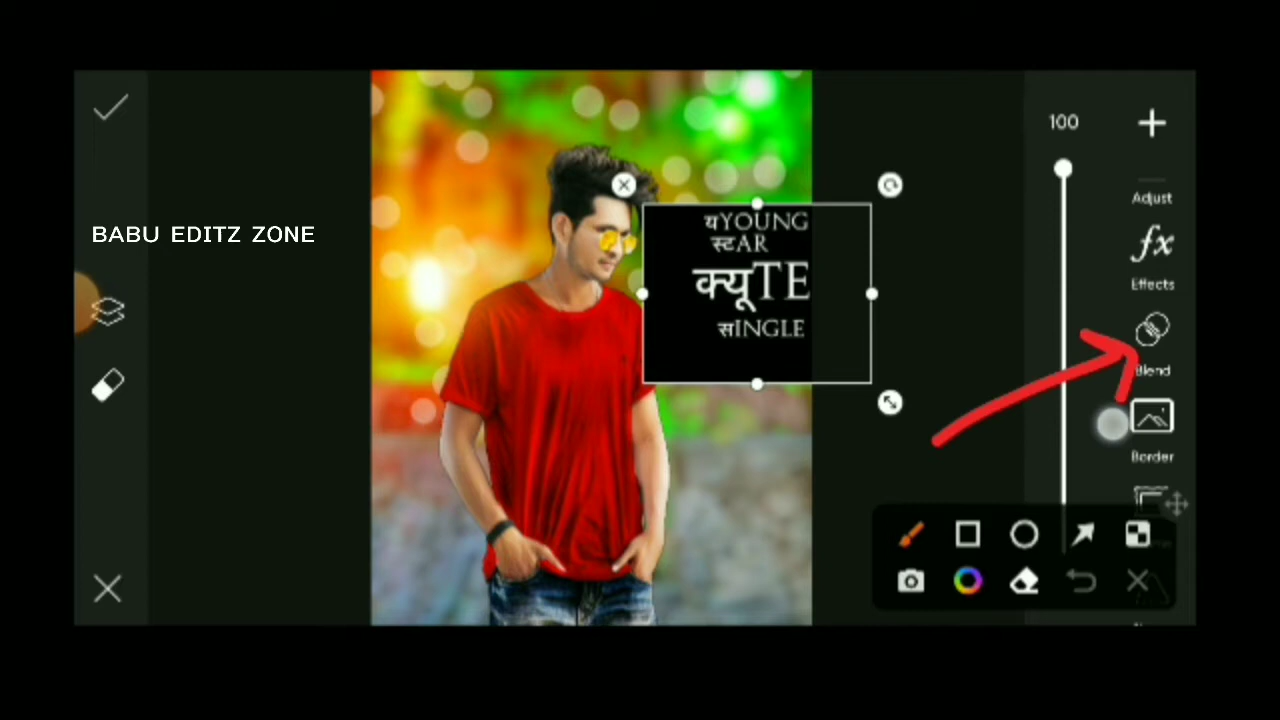 100
Adjust
BABU EDITZ ZONE
यYOUNG
स्टAR
क्यूTE
सINGLE
fx
Effects
Blend
Border